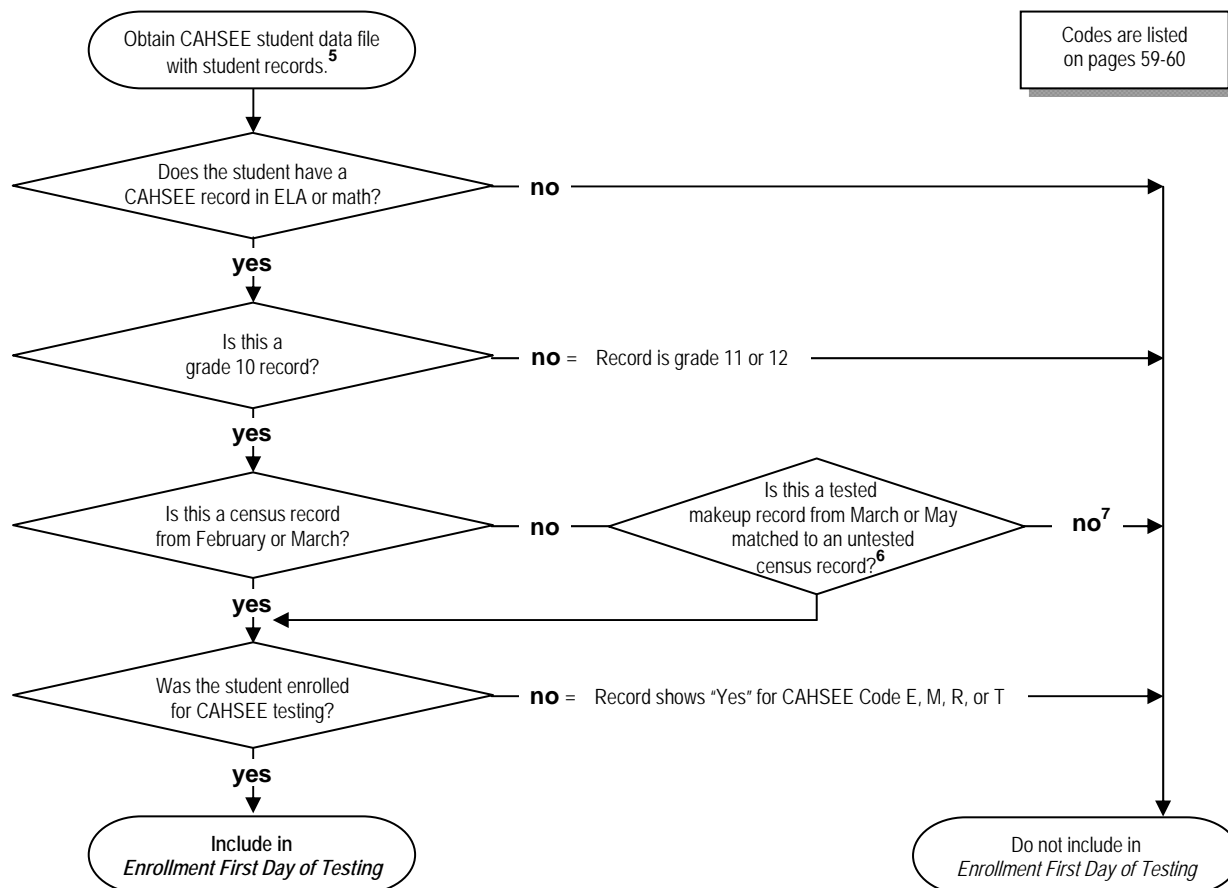 Obtain CAHSEE student data file
with student records.5
Codes are listed
on pages 59-60
Does the student have a
CAHSEE record in ELA or math?
no
yes
Is this a
grade 10 record?
no = Record is grade 11 or 12
yes
Is this a census record
from February or March?
no
Is this a tested
makeup record from March or May
matched to an untested
census record?6
no7
yes
Was the student enrolled
for CAHSEE testing?
no = Record shows “Yes” for CAHSEE Code E, M, R, or T
yes
Include in
Enrollment First Day of Testing
Do not include in
Enrollment First Day of Testing